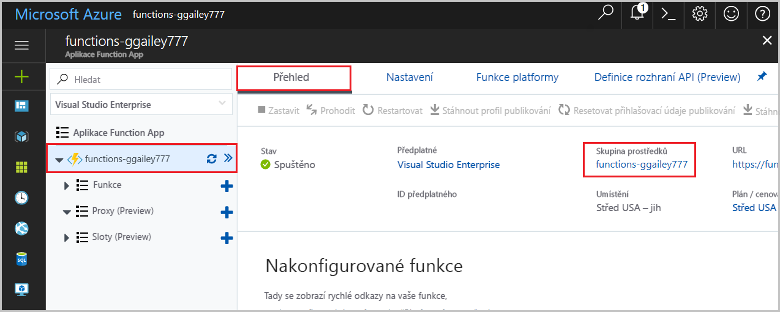 Microsoft Azure functions-ggailey777
1
functions-ggailey777
Aplikace Function App
Hledat
Visual Studio Enterprise
Aplikace Function App
functions-ggailey777
Funkce
Proxy (Preview)
Sloty (Preview)
Přehled Nastavení Funkce platformy Definice rozhraní API (Preview)
Zastavit Prohodit Restartovat Stáhnout profil publikování Resetovat přihlašovací údaje publikování Stáhn
Stav Předplatné Skupina prostředků URL
Spuštěno Visual Studio Enterprise functions-ggailey777 https://fun
ID předplatného Umístění Plán / cenova
Střed USA – jih Střed USA
Nakonfigurované funkce
Tady se zobrazí rychlé odkazy na vaše funkce,